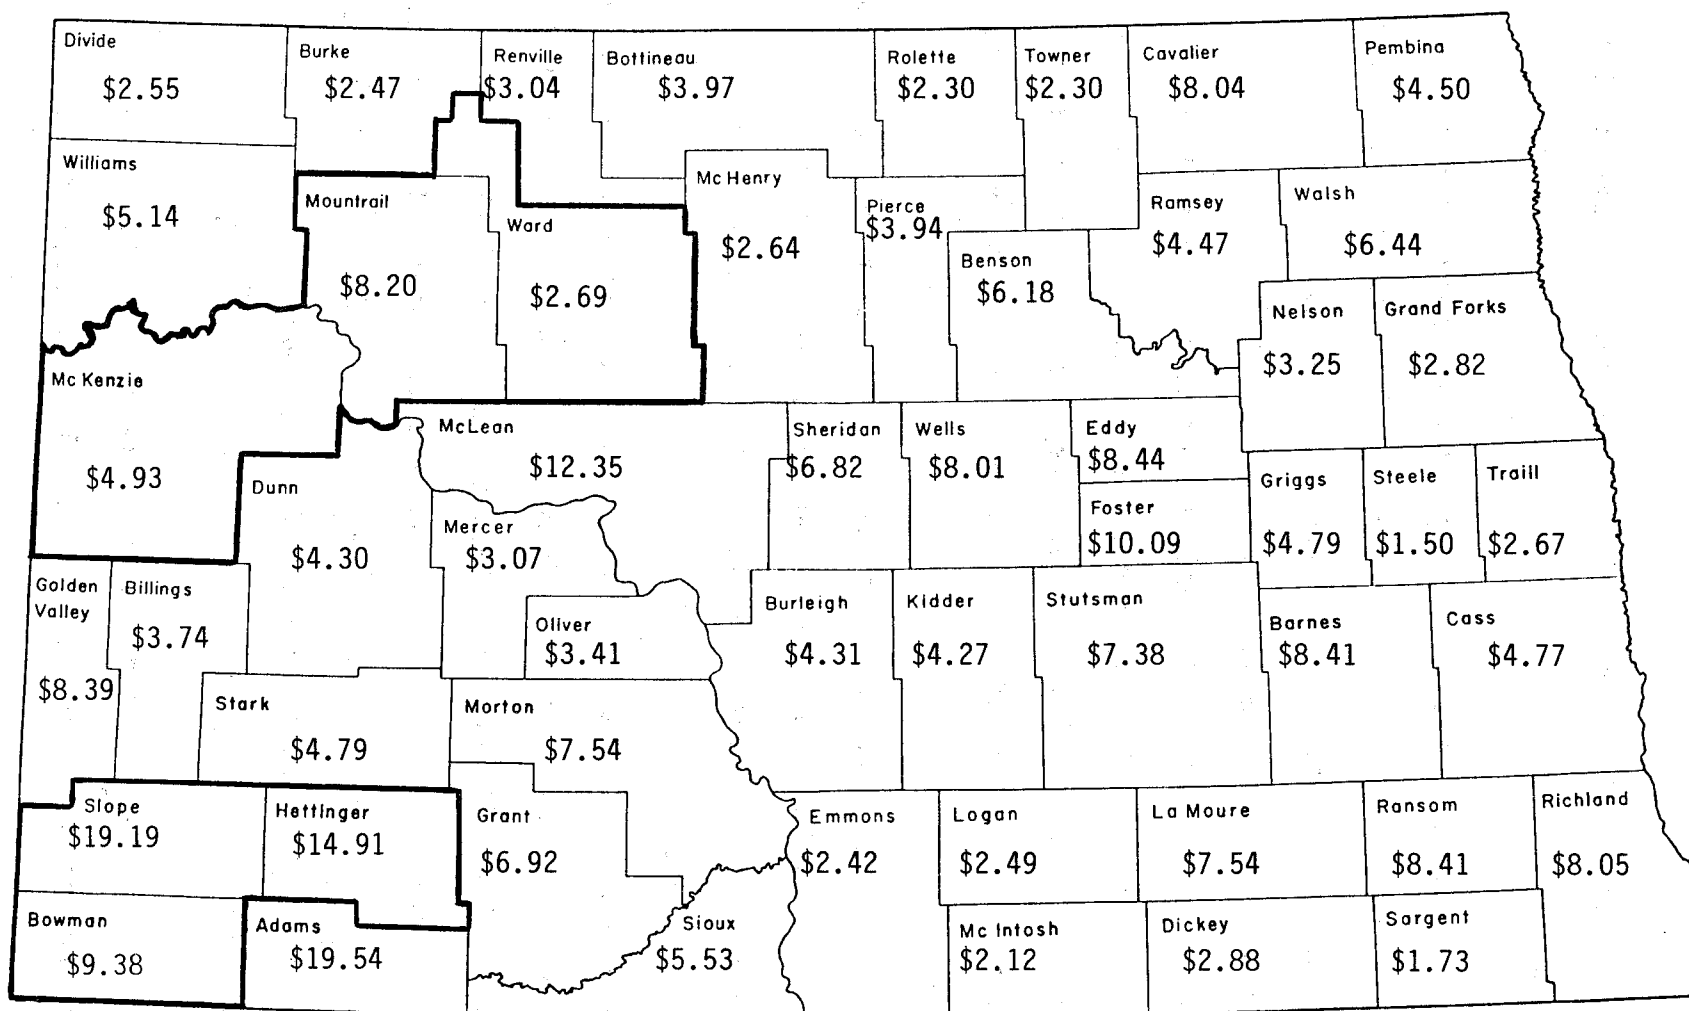 Divide
$2.55
Burke
$2.47
Renville
$3.04
Bottineau
$3.97
Rolette
$2.30
Towner
$2.30
Cavalier
$8.04
Pembina
$4.50
Williams
$5.14
Mountrail
$8.20
Ward
$2.69
Mc Henry
$2.64
Pierce
$3.94
Benson
$6.18
Ramsey
$4.47
Walsh
$6.44
Nelson
$3.25
Grand Forks
$2.82
Mc Kenzie
$4.93
Dunn
$4.30
McLean
$12.35
Mercer
$3.07
Sheridan
$6.82
Wells
$8.01
Eddy
$8.44
Foster
$10.09
Griggs
$4.79
Steele
$1.50
Traill
$2.67
Golden
Valley
$8.39
Billings
$3.74
Oliver
$3.41
Burleigh
$4.31
Kidder
$4.27
Stutsman
$7.38
Barnes
$8.41
Cass
$4.77
Stark
$4.79
Morton
$7.54
Slope
$19.19
Hettinger
$14.91
Grant
$6.92
Emmons
$2.42
Logan
$2.49
La Moure
$7.54
Ransom
$8.41
Richland
$8.05
Bowman
$9.38
Adams
$19.54
Sioux
$5.53
Mc Intosh
$2.12
Dickey
$2.88
Sargent
$1.73